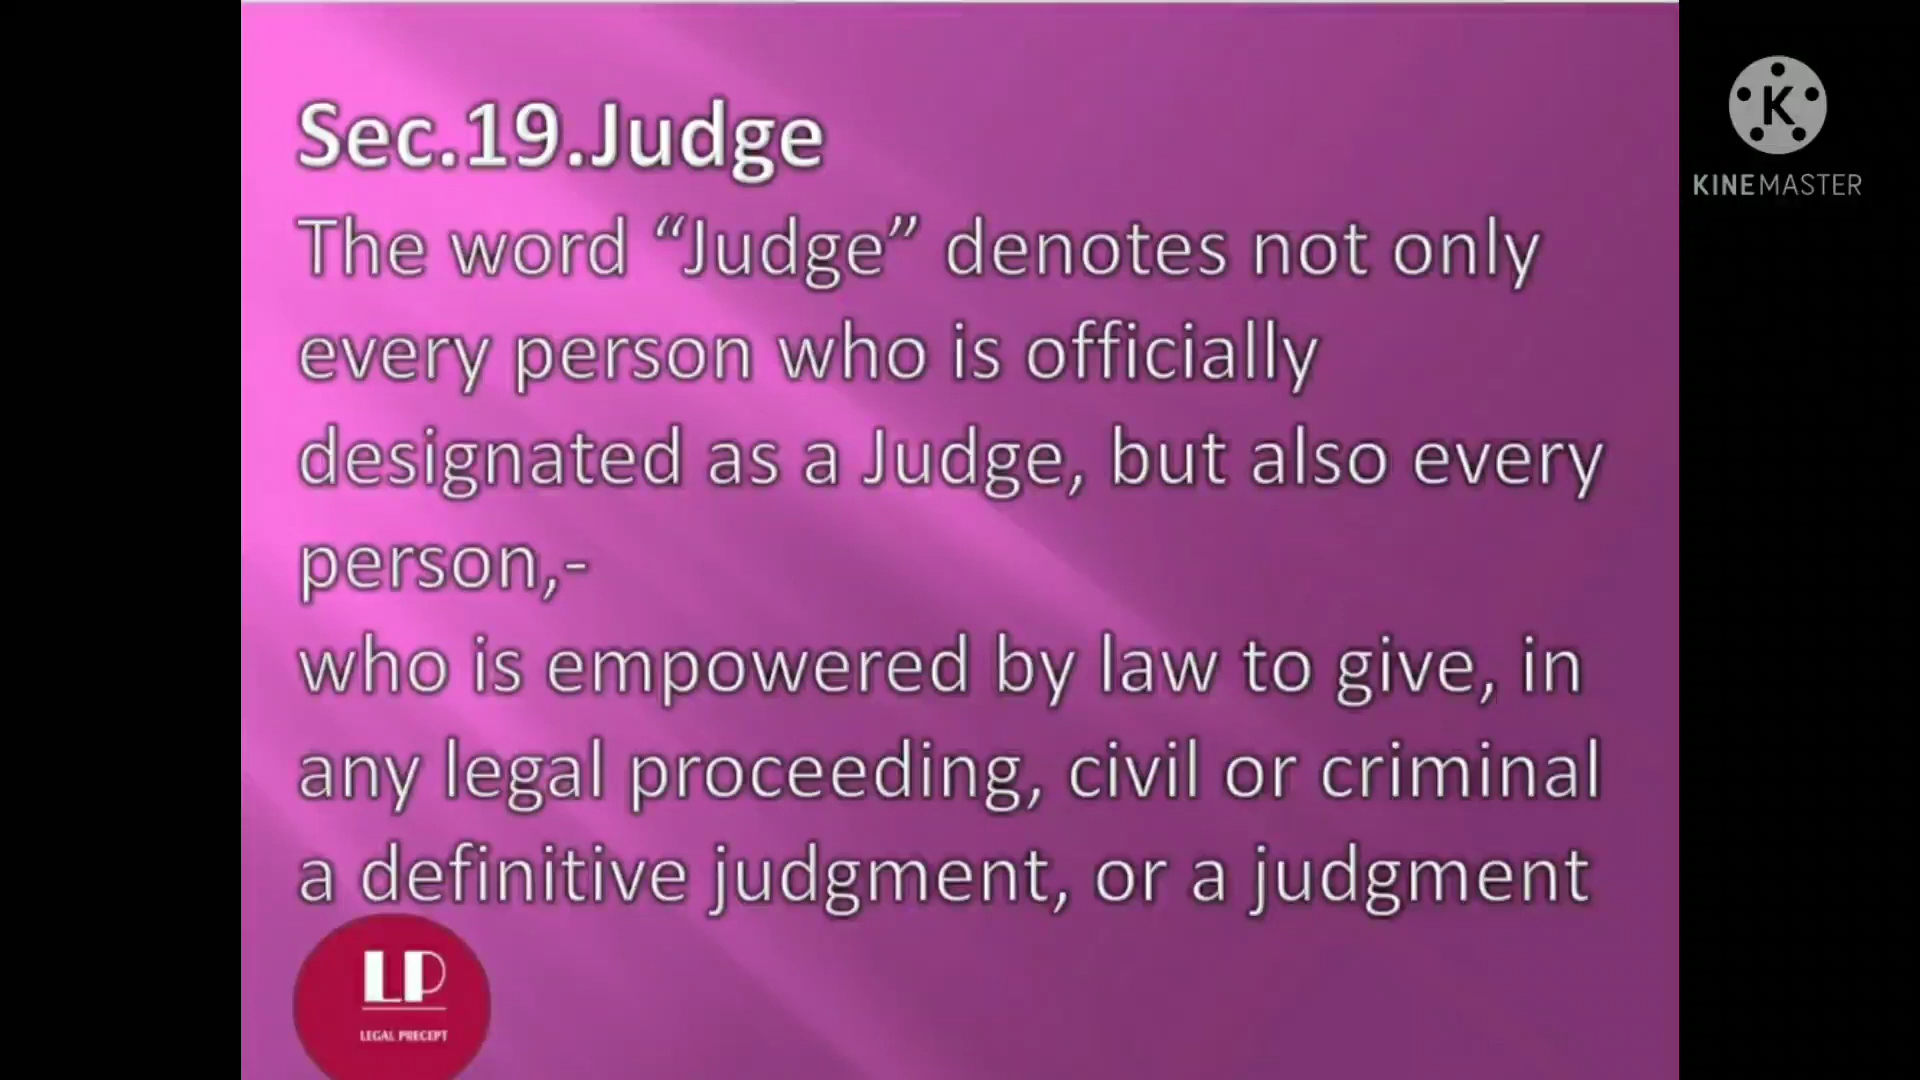 Sec.19.Judge
The word “Judge” denotes not only
every person who is officially
designated as a Judge, but also every
person,-
who is empowered by law to give, in
any legal proceeding, civil or criminal
a definitive judgment, or a judgment
LP
LEGAL PRECEPT
K
KINEMASTER